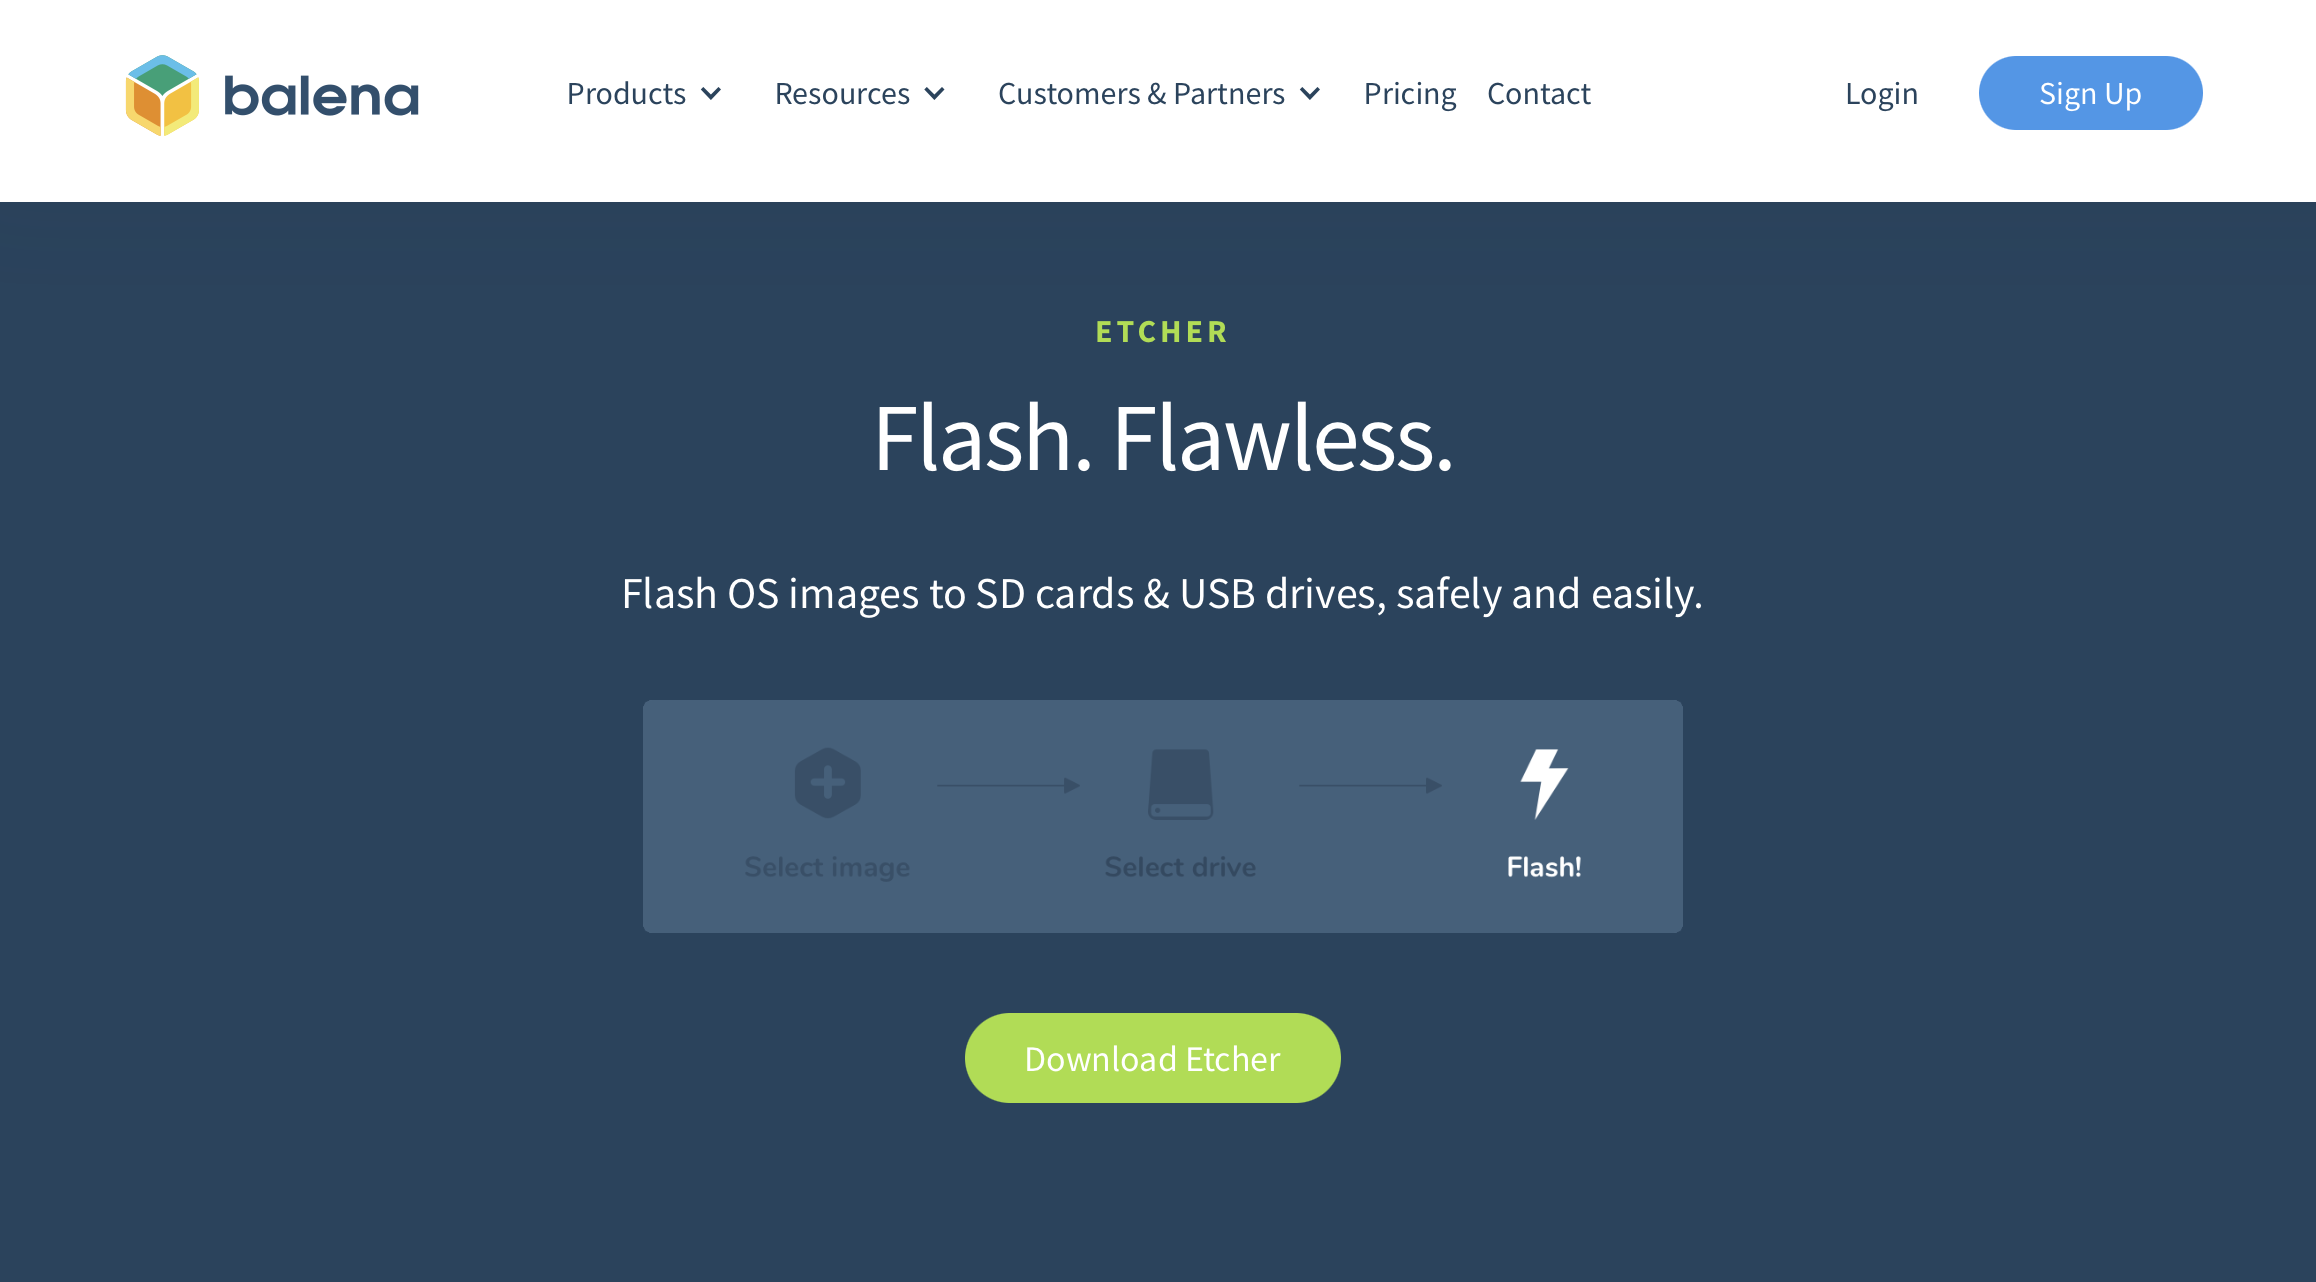 balena
Products Resources Customers & Partners Pricing Contact Login Sign Up
ETCHER
Flash. Flawless.
Flash OS images to SD cards & USB drives, safely and easily.
Select image Select drive Flash!
Download Etcher